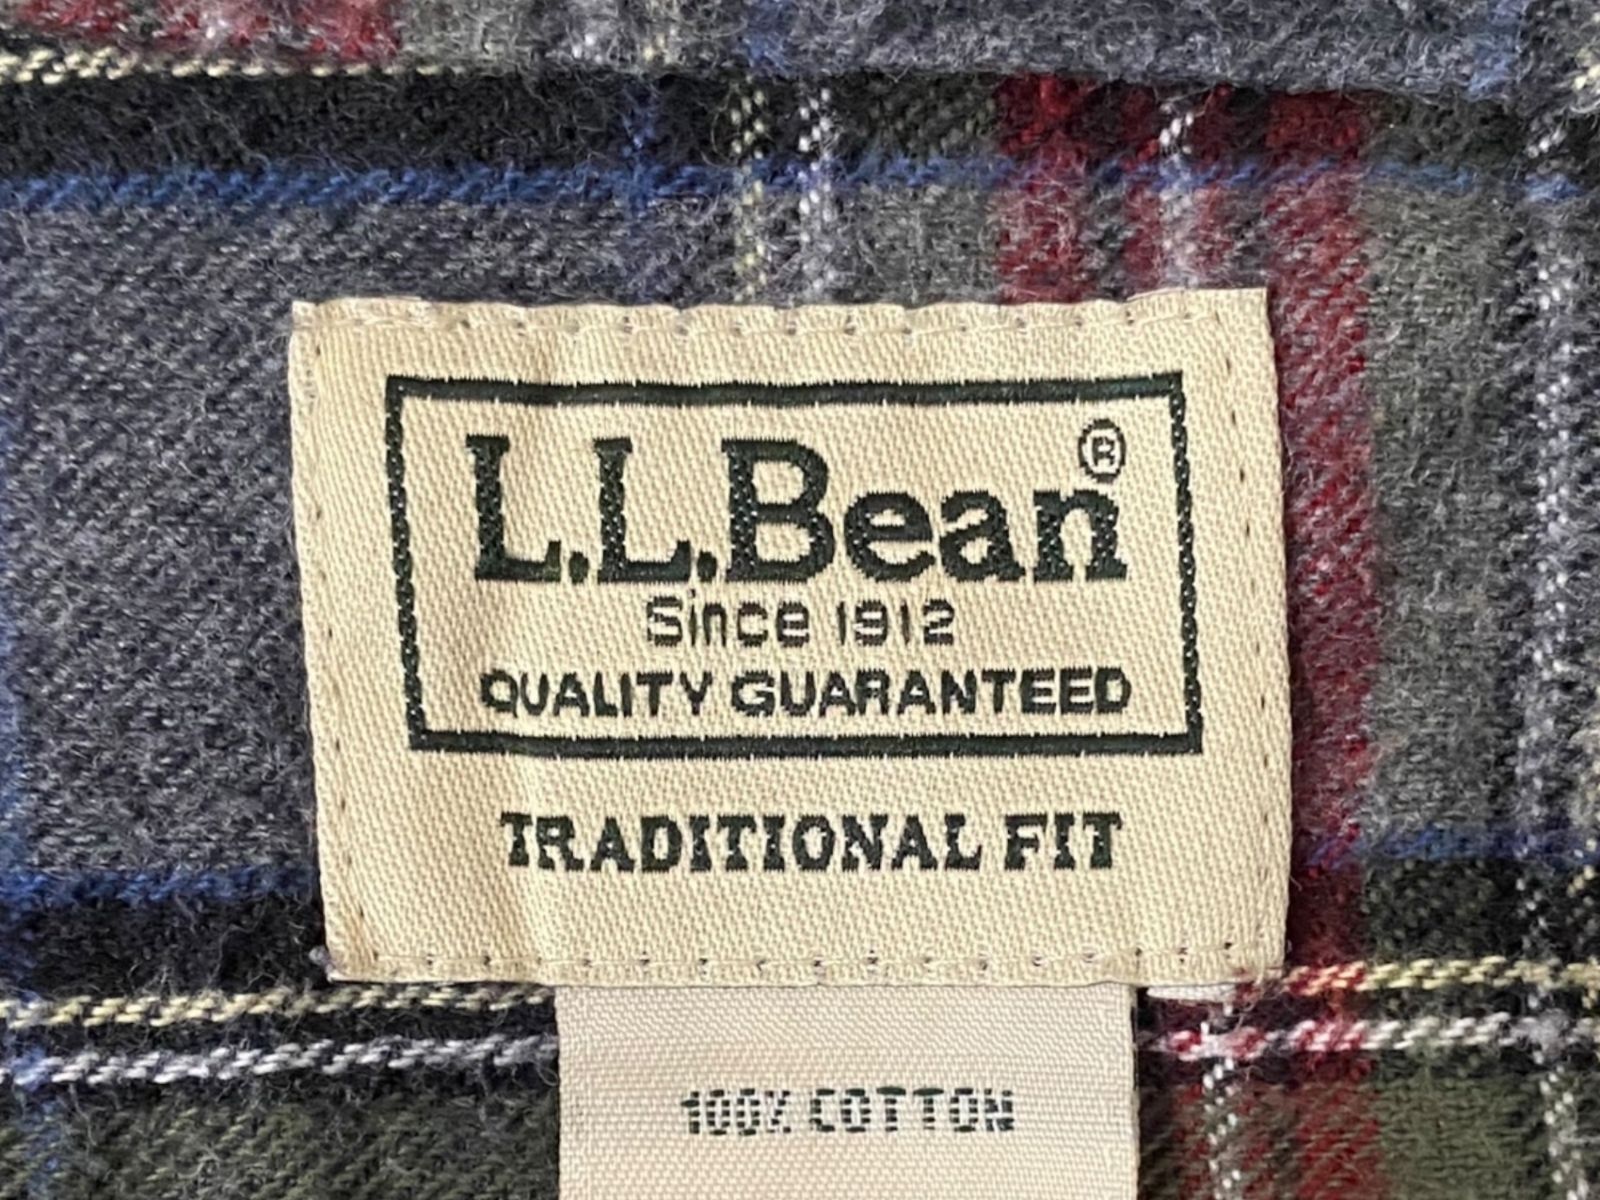 L.L.Bean®
Since 1912
QUALITY GUARANTEED
TRADITIONAL FIT
100% COTTON